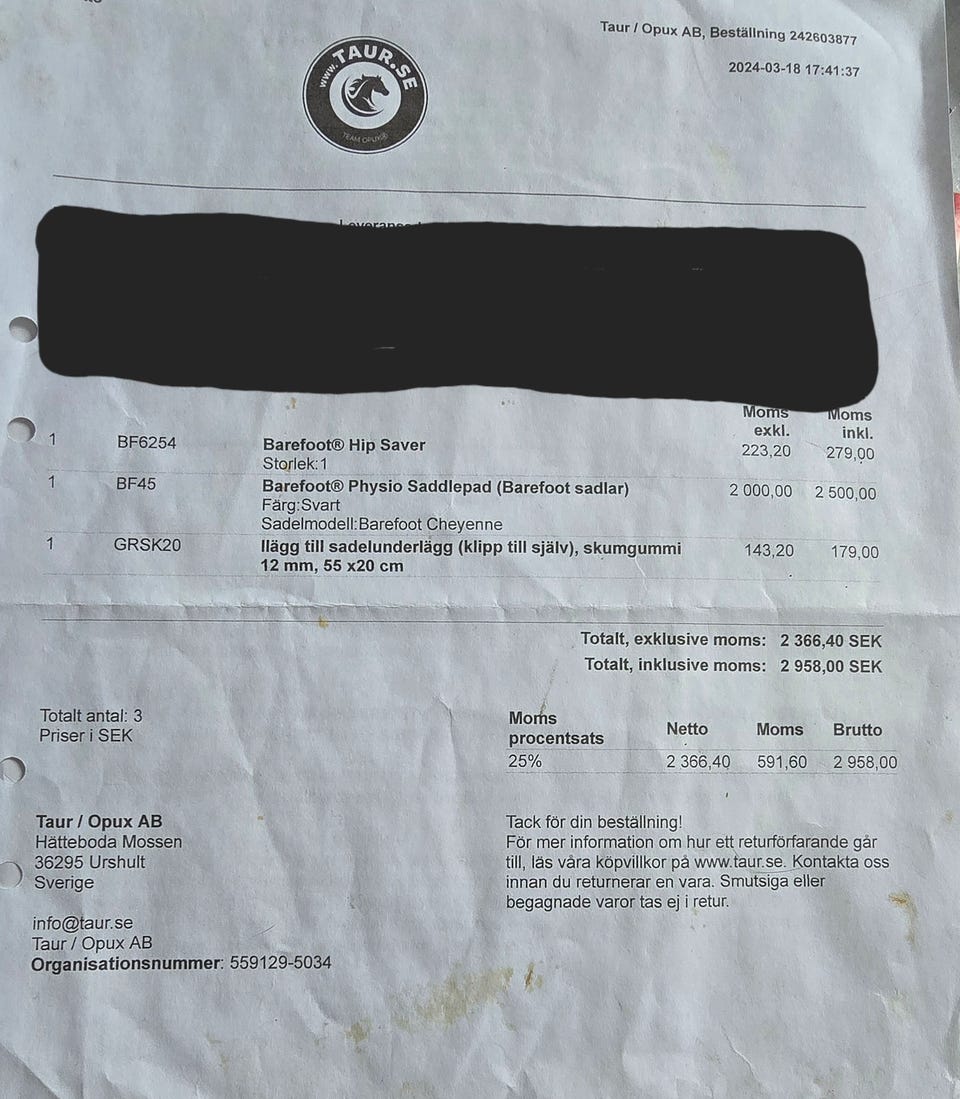 Taur / Opux AB, Beställning 242603877
2024-03-18 17:41:37
www.TAUR.SE
TEAM OPUX®
Moms exkl.
Moms inkl.
1 BF6254 Barefoot® Hip Saver 223,20 279,00
Storlek:1
1 BF45 Barefoot® Physio Saddlepad (Barefoot sadlar) 2 000,00 2 500,00
Färg:Svart
Sadelmodell:Barefoot Cheyenne
1 GRSK20 Ilägg till sadelunderlägg (klipp till själv), skumgummi 143,20 179,00
12 mm, 55 x20 cm
Totalt, exklusive moms: 2 366,40 SEK
Totalt, inklusive moms: 2 958,00 SEK
Totalt antal: 3
Priser i SEK
Moms procentsats Netto Moms Brutto
25% 2 366,40 591,60 2 958,00
Taur / Opux AB
Hätteboda Mossen
36295 Urshult
Sverige
info@taur.se
Taur / Opux AB
Organisationsnummer: 559129-5034
Tack för din beställning!
För mer information om hur ett returförfarande går
till, läs våra köpvillkor på www.taur.se. Kontakta oss
innan du returnerar en vara. Smutsiga eller
begagnade varor tas ej i retur.